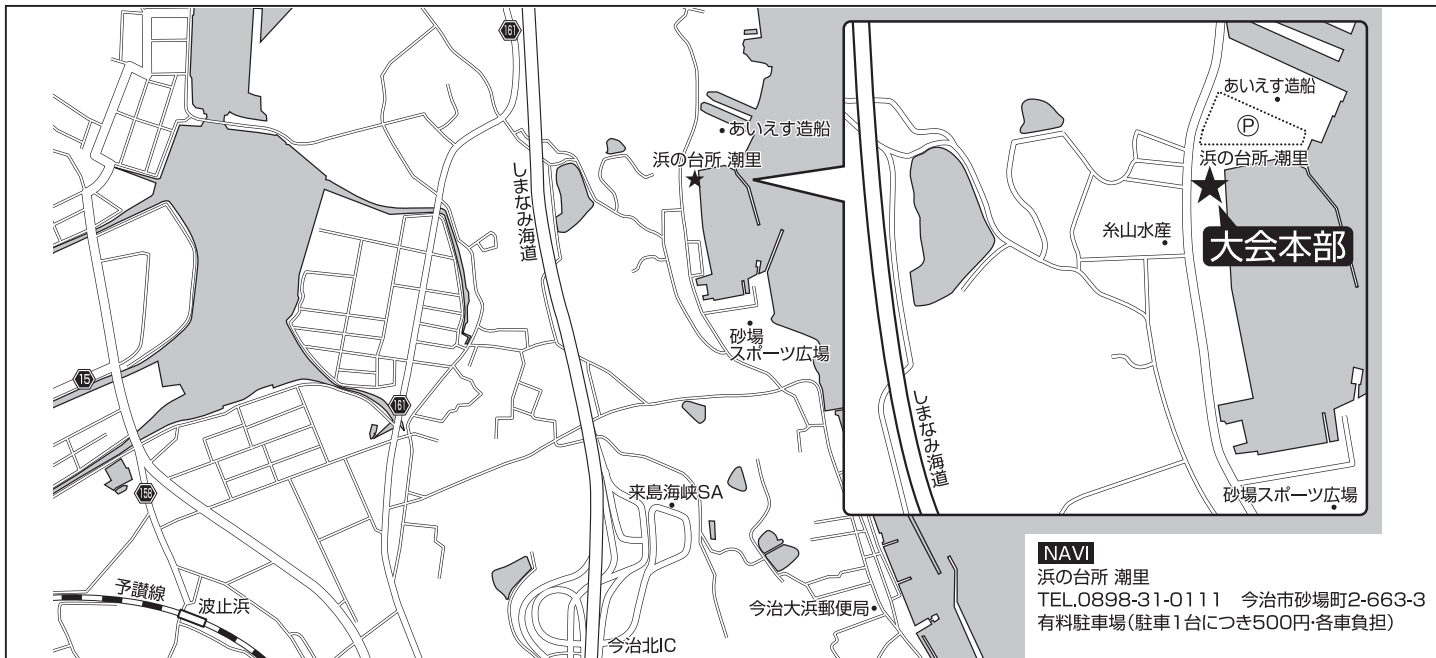 161
しまなみ海道
あいえす造船
浜の台所 潮里
砂場
スポーツ広場
15
161
158
来島海峡SA
予讃線
波止浜
今治北IC
今治大浜郵便局
あいえす造船
P
浜の台所 潮里
大会本部
糸山水産
しまなみ海道
砂場スポーツ広場
NAVI
浜の台所 潮里
TEL.0898-31-0111 今治市砂場町2-663-3
有料駐車場(駐車1台につき500円・各車負担)